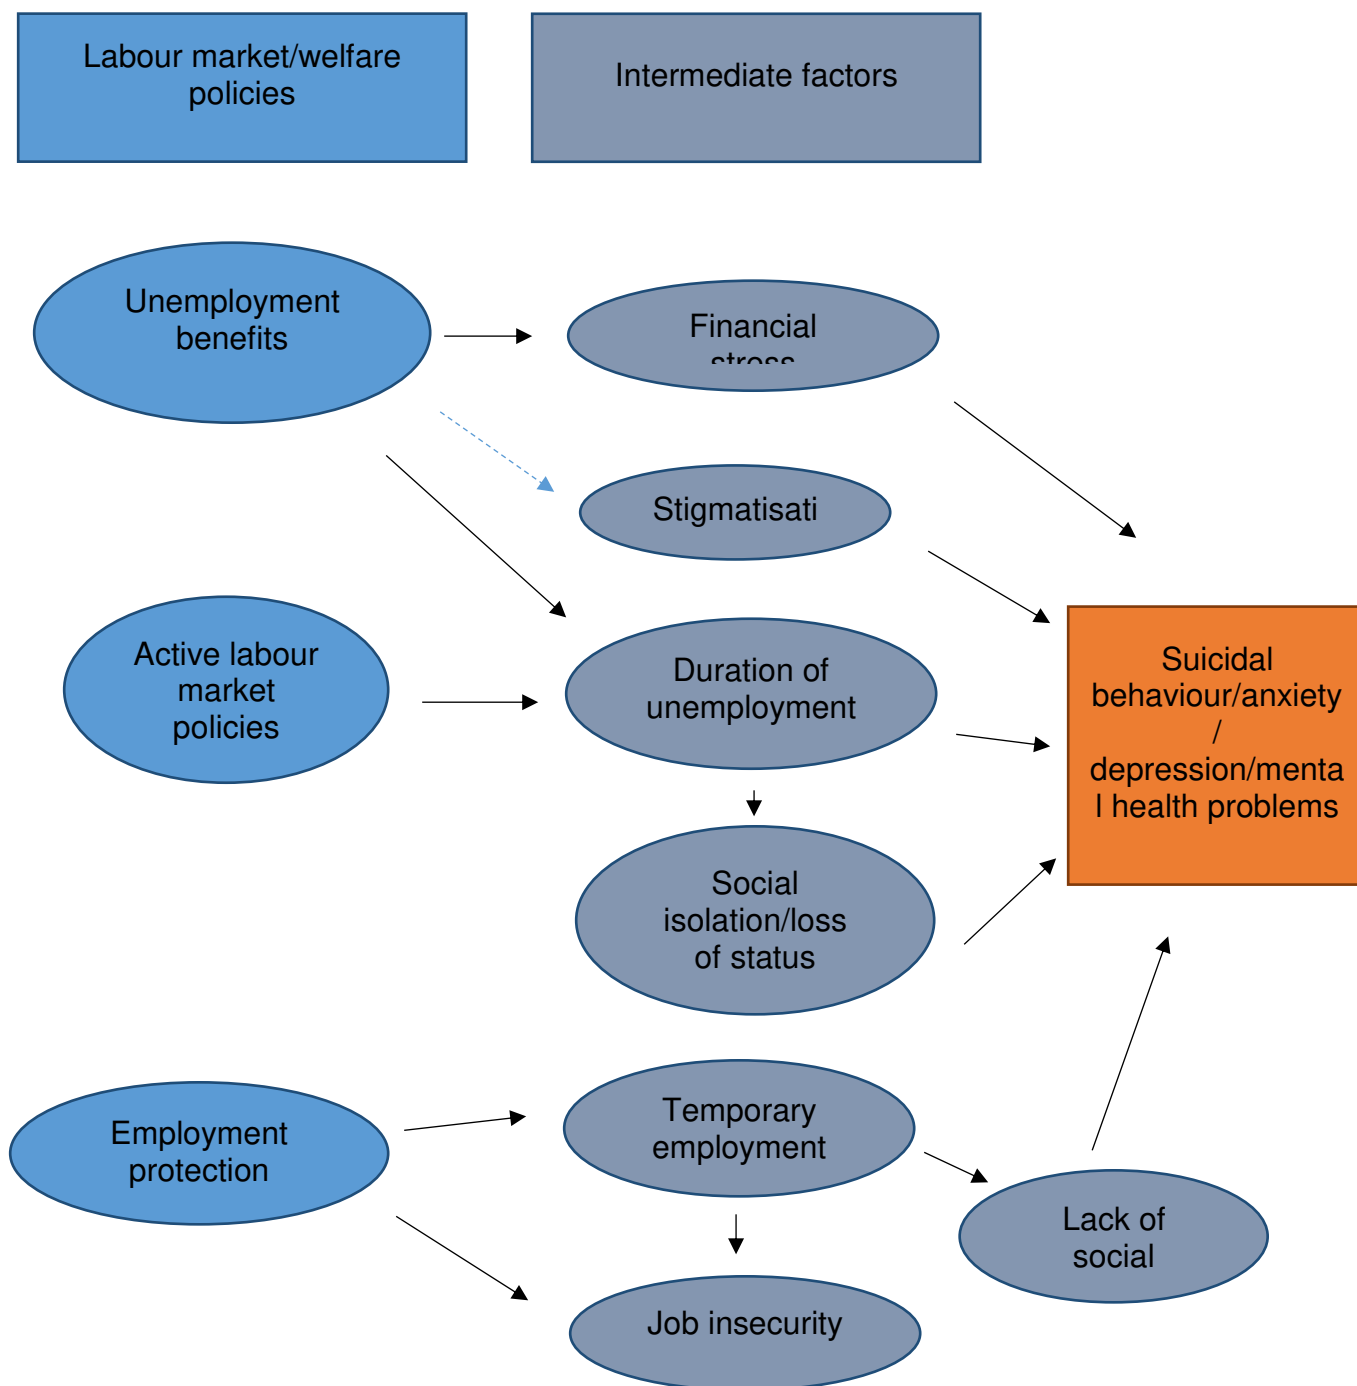 Labour market/welfare
policies
Intermediate factors
Unemployment
benefits
Financial
stress
Stigmatisati
Active labour
market
policies
Duration of
unemployment
Suicidal
behaviour/anxiety
/
depression/menta
l health problems
Social
isolation/loss
of status
Employment
protection
Temporary
employment
Lack of
social
Job insecurity